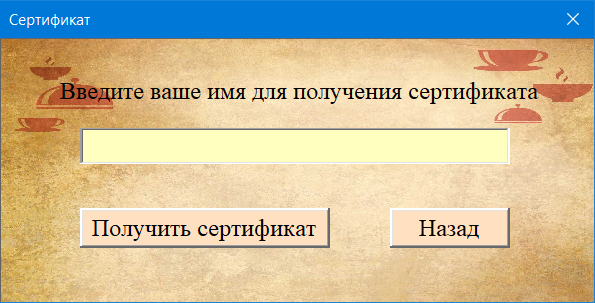 Сертификат
Введите ваше имя для получения сертификата
Получить сертификат
Назад